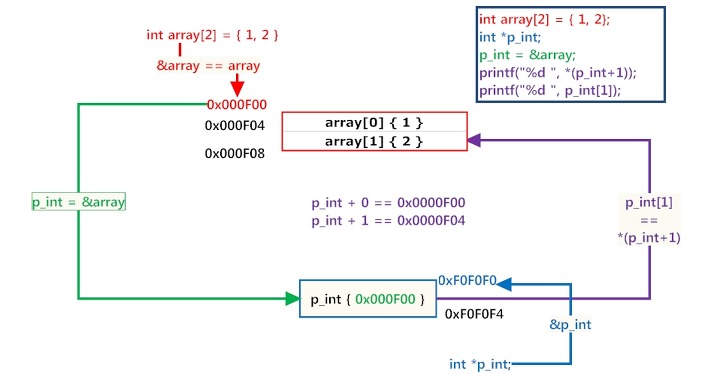 int array[2] = { 1, 2 }
&array == array
0x000F00
0x000F04
0x000F08
array[0] { 1 }
array[1] { 2 }
int array[2] = { 1, 2};
int *p_int;
p_int = &array;
printf("%d ", *(p_int+1));
printf("%d ", p_int[1]);
p_int = &array
p_int + 0 == 0x0000F00
p_int + 1 == 0x0000F04
p_int[1]
==
*(p_int+1)
p_int { 0x000F00 }
0xF0F0F0
0xF0F0F4
&p_int
int *p_int;